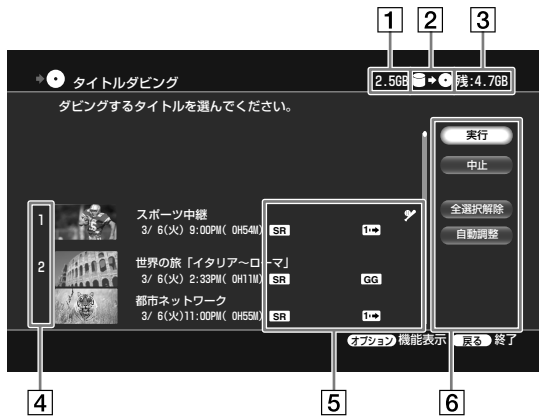 1 2 3
タイトルダビング 2.5GB 残:4.7GB
ダビングするタイトルを選んでください。
実行
中止
全選択解除
自動調整
1 スポーツ中継
3/ 6(火) 9:00PM( 0H54M) SR 1
2 世界の旅「イタリア～ローマ」
3/ 6(火) 2:33PM( 0H11M) SR GG
都市ネットワーク
3/ 6(火)11:00PM( 0H55M) SR 1
オプション 機能表示 戻る 終了
4 5 6